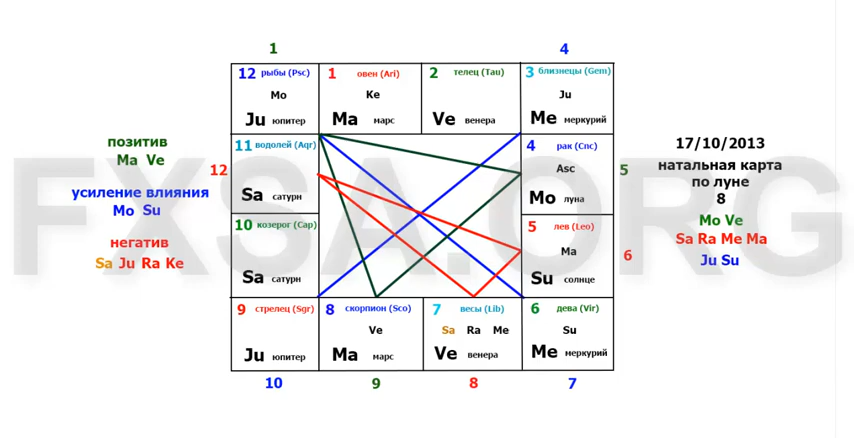 1
4
12 рыбы (Psc)
1 овен (Ari)
2 телец (Tau)
3 близнецы (Gem)
Mo
Ke
Ju
Ju юпитер
Ma марс
Ve венера
Me меркурий
позитив
Ma Ve
усиление влияния
Mo Su
негатив
Sa Ju Ra Ke
12
11 водолей (Aqr)
Sa сатурн
10 козерог (Cap)
Sa сатурн
4 рак (Cnc)
Asc
Mo луна
5 лев (Leo)
Ma
Su солнце
5
6
17/10/2013
натальная карта
по луне
8
Mo Ve
Sa Ra Me Ma
Ju Su
9 стрелец (Sgr)
8 скорпион (Sco)
7 весы (Lib)
6 дева (Vir)
Ve
Sa Ra Me
Su
Ju юпитер
Ma марс
Ve венера
Me меркурий
10
9
8
7
FXSA.ORG